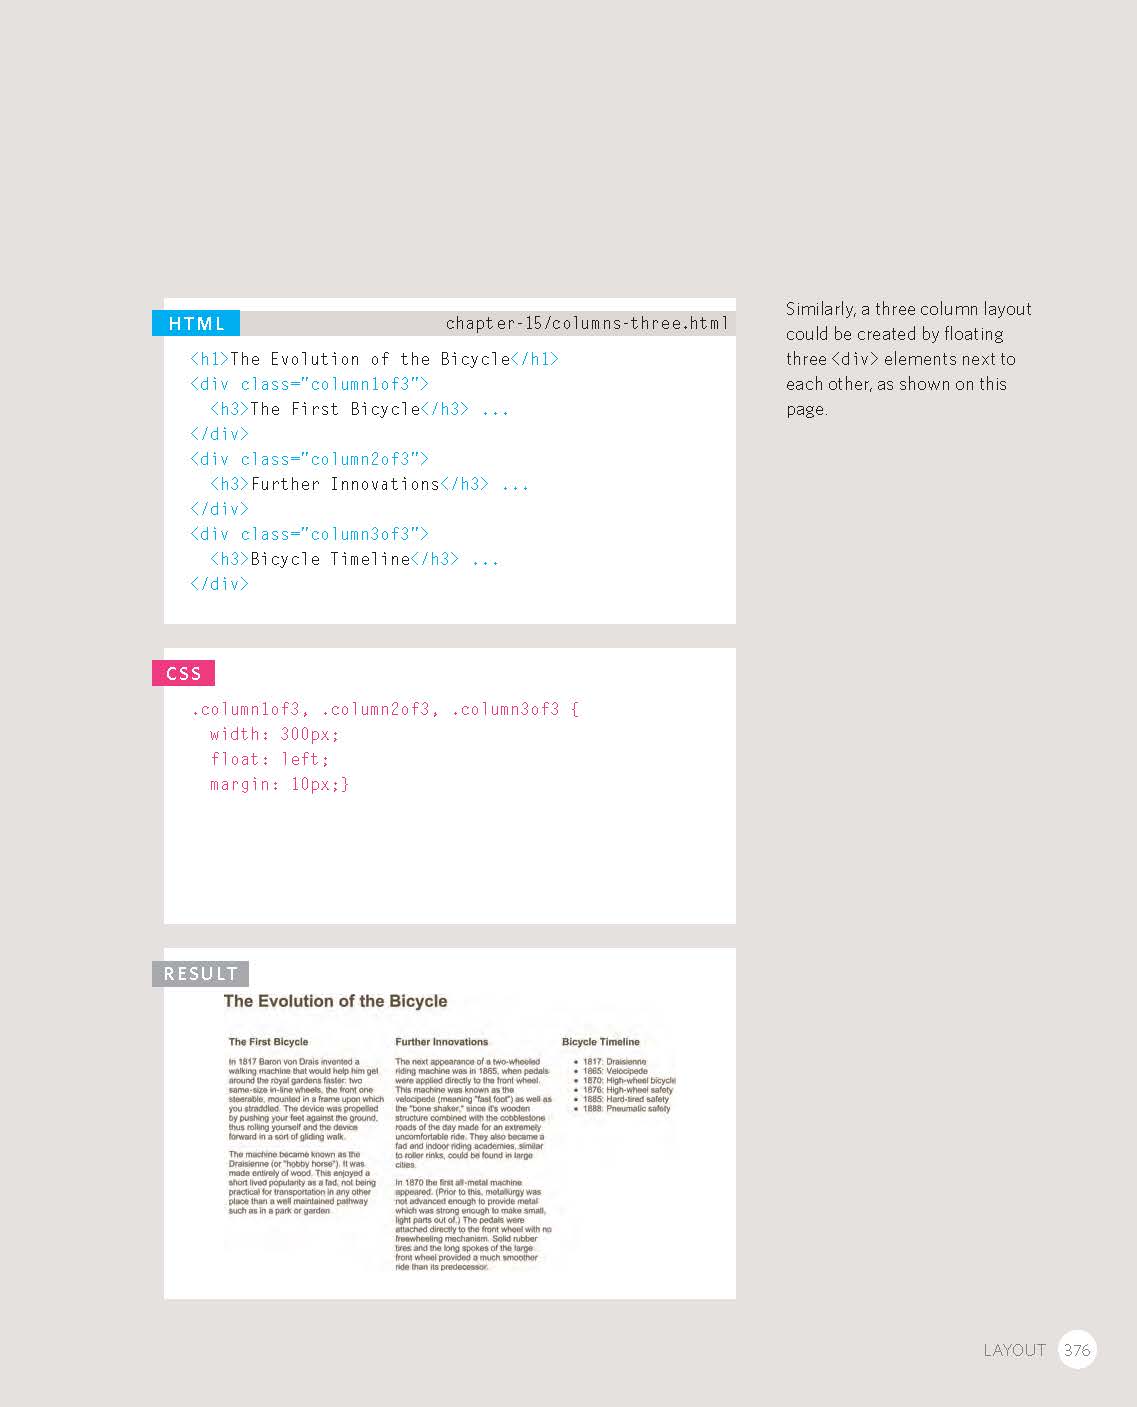 HTML
chapter-15/columns-three.html
<h1>The Evolution of the Bicycle</h1>
<div class="column1of3">
<h3>The First Bicycle</h3> ...
</div>
<div class="column2of3">
<h3>Further Innovations</h3> ...
</div>
<div class="column3of3">
<h3>Bicycle Timeline</h3> ...
</div>
Similarly, a three column layout
could be created by floating
three <div> elements next to
each other, as shown on this
page.
CSS
.column1of3, .column2of3, .column3of3 {
width: 300px;
float: left;
margin: 10px;}
RESULT
The Evolution of the Bicycle
The First Bicycle
In 1817 Baron von Drais invented a
walking machine that would help him get
around the royal gardens faster: two
same-size in-line wheels, the front one
steerable, mounted in a frame upon which
you straddled. The device was propelled
by pushing your feet against the ground,
thus rolling yourself and the device
forward in a sort of gliding walk.
The machine became known as the
Draisienne (or "hobby horse"). It was
made entirely of wood. This enjoyed a
short lived popularity as a fad, not being
practical for transportation in any other
place than a well maintained pathway
such as in a park or garden.
Further Innovations
The next appearance of a two-wheeled
riding machine was in 1865, when pedals
were applied directly to the front wheel.
This machine was known as the
velocipede (meaning "fast foot") as well as
the "bone shaker," since it's wooden
structure combined with the cobblestone
roads of the day made for an extremely
uncomfortable ride. They also became a
fad and indoor riding academies, similar
to roller rinks, could be found in large
cities.
In 1870 the first all-metal machine
appeared. (Prior to this, metallurgy was
not advanced enough to provide metal
which was strong enough to make small,
light parts out of.) The pedals were
attached directly to the front wheel with no
freewheeling mechanism. Solid rubber
tires and the long spokes of the large
front wheel provided a much smoother
ride than its predecessor.
Bicycle Timeline
• 1817: Draisienne
• 1865: Velocipede
• 1870: High-wheel bicycle
• 1876: High-wheel safety
• 1885: Hard-tired safety
• 1888: Pneumatic safety
LAYOUT 376